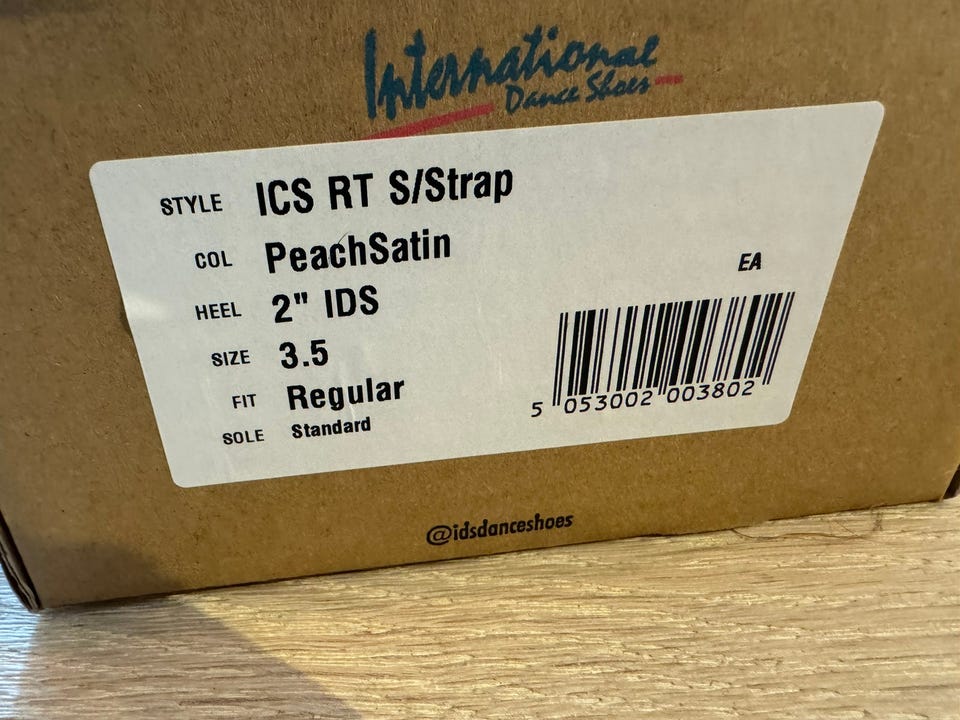 International
Dance Shoes
STYLE ICS RT S/Strap
COL PeachSatin
HEEL 2" IDS
SIZE 3.5
FIT Regular
SOLE Standard
EA
5 053002 003802
@idsdanceshoes